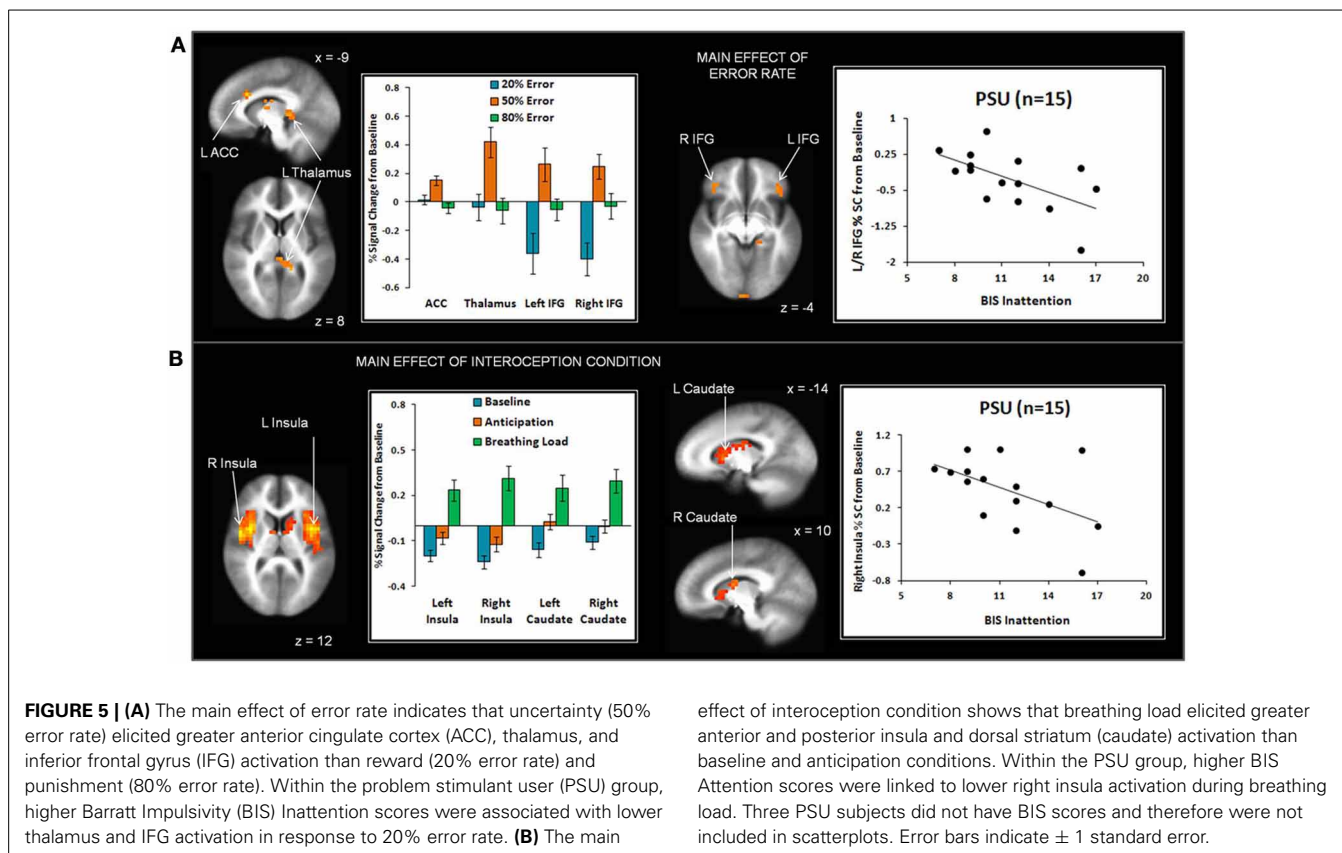 A
x = -9
L ACC
L Thalamus
z = 8
20% Error
50% Error
80% Error
% Signal Change from Baseline
0.8
0.6
0.4
0.2
0
-0.2
-0.4
-0.6
ACC Thalamus Left IFG Right IFG
MAIN EFFECT OF
ERROR RATE
R IFG
L IFG
z = -4
PSU (n=15)
L/R IFG % SC from Baseline
1
0.25
-0.5
-1.25
-2
5 8 11 14 17 20
BIS Inattention
B
MAIN EFFECT OF INTEROCEPTION CONDITION
L Insula
R Insula
z = 12
Baseline
Anticipation
Breathing Load
% Signal Change from Baseline
0.8
0.5
0.2
-0.1
-0.4
Left Right Left Right
Insula Insula Caudate Caudate
L Caudate
x = -14
R Caudate
x = 10
PSU (n=15)
Right Insula % SC from Baseline
1.2
0.7
0.2
-0.3
-0.8
5 8 11 14 17 20
BIS Inattention
FIGURE 5 | (A) The main effect of error rate indicates that uncertainty (50%
error rate) elicited greater anterior cingulate cortex (ACC), thalamus, and
inferior frontal gyrus (IFG) activation than reward (20% error rate) and
punishment (80% error rate). Within the problem stimulant user (PSU) group,
higher Barratt Impulsivity (BIS) Inattention scores were associated with lower
thalamus and IFG activation in response to 20% error rate. (B) The main
effect of interoception condition shows that breathing load elicited greater
anterior and posterior insula and dorsal striatum (caudate) activation than
baseline and anticipation conditions. Within the PSU group, higher BIS
Attention scores were linked to lower right insula activation during breathing
load. Three PSU subjects did not have BIS scores and therefore were not
included in scatterplots. Error bars indicate ± 1 standard error.